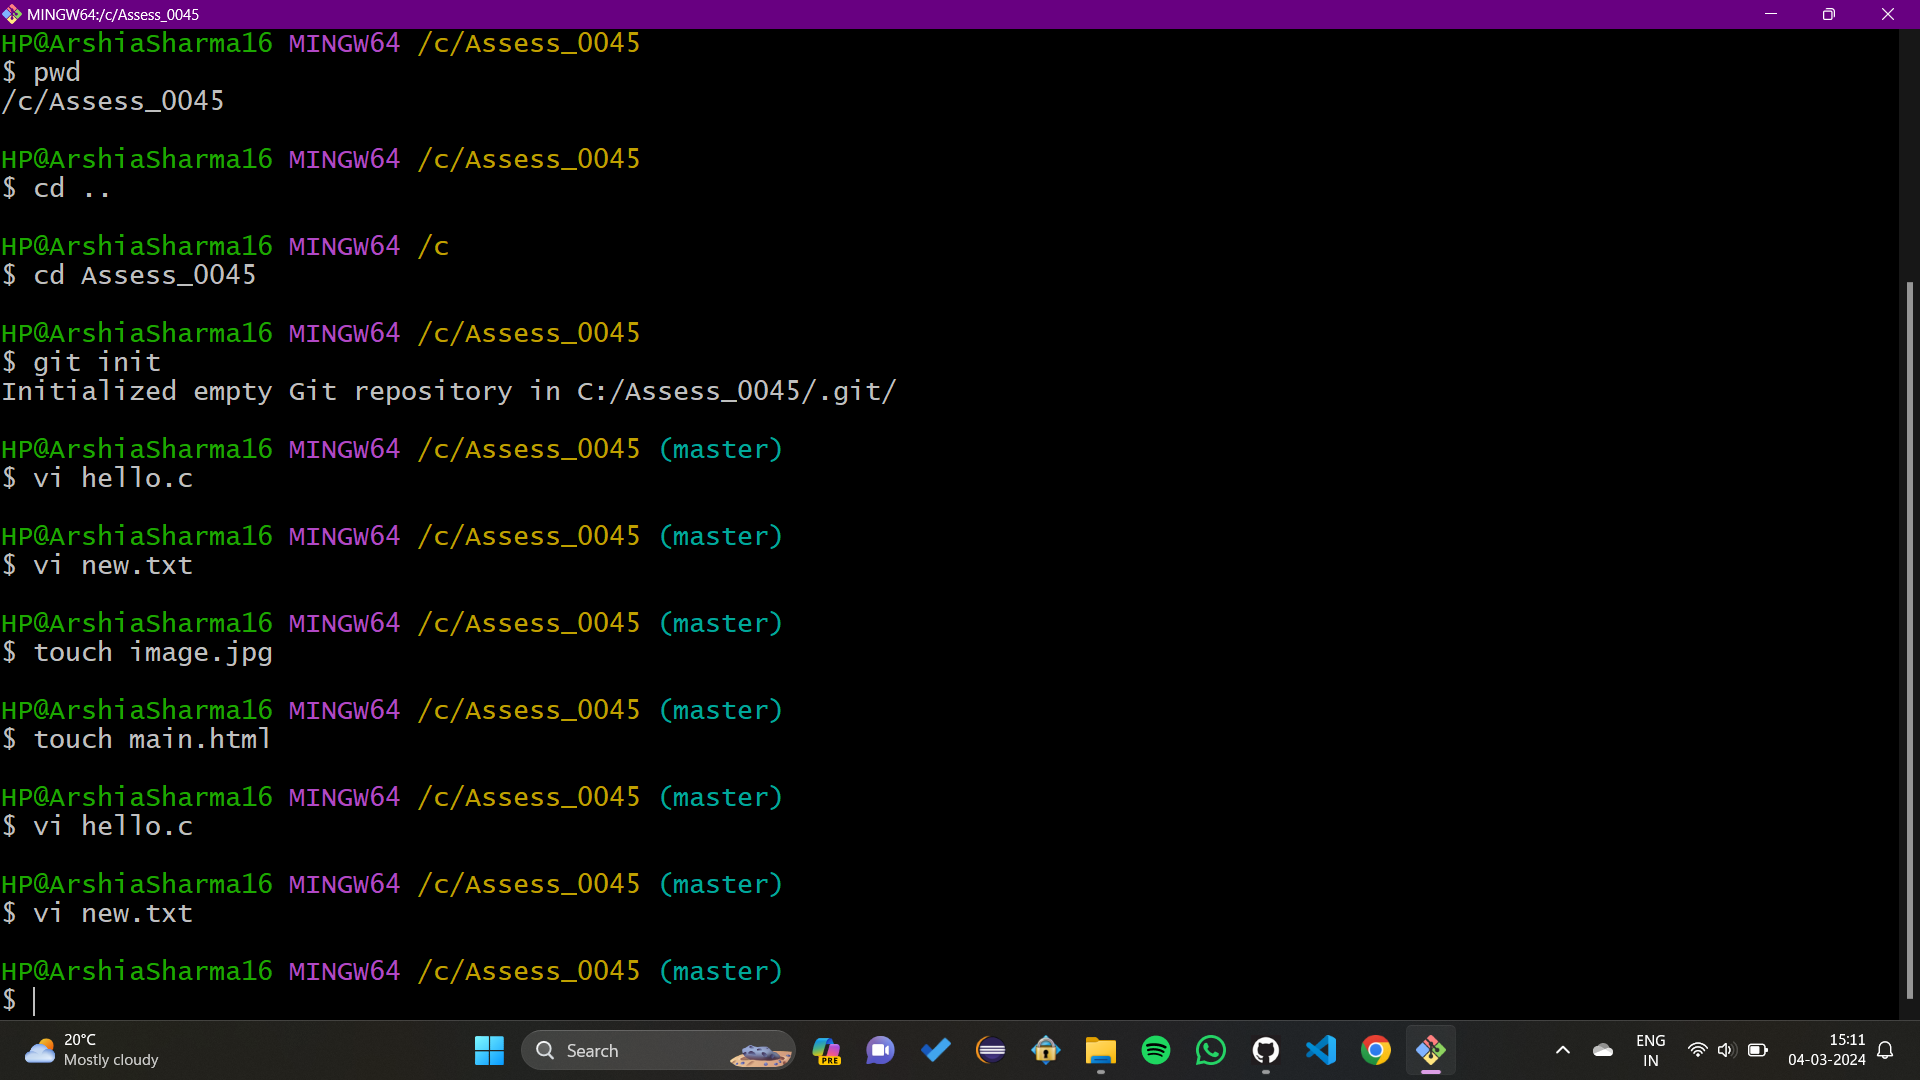 MINGW64:/c/Assess_0045
HP@ArshiaSharma16 MINGW64 /c/Assess_0045
$ pwd
/c/Assess_0045
HP@ArshiaSharma16 MINGW64 /c/Assess_0045
$ cd ..
HP@ArshiaSharma16 MINGW64 /c
$ cd Assess_0045
HP@ArshiaSharma16 MINGW64 /c/Assess_0045
$ git init
Initialized empty Git repository in C:/Assess_0045/.git/
HP@ArshiaSharma16 MINGW64 /c/Assess_0045 (master)
$ vi hello.c
HP@ArshiaSharma16 MINGW64 /c/Assess_0045 (master)
$ vi new.txt
HP@ArshiaSharma16 MINGW64 /c/Assess_0045 (master)
$ touch image.jpg
HP@ArshiaSharma16 MINGW64 /c/Assess_0045 (master)
$ touch main.html
HP@ArshiaSharma16 MINGW64 /c/Assess_0045 (master)
$ vi hello.c
HP@ArshiaSharma16 MINGW64 /c/Assess_0045 (master)
$ vi new.txt
HP@ArshiaSharma16 MINGW64 /c/Assess_0045 (master)
$
20°C
Mostly cloudy
Search
PRE
ENG
IN
15:11
04-03-2024